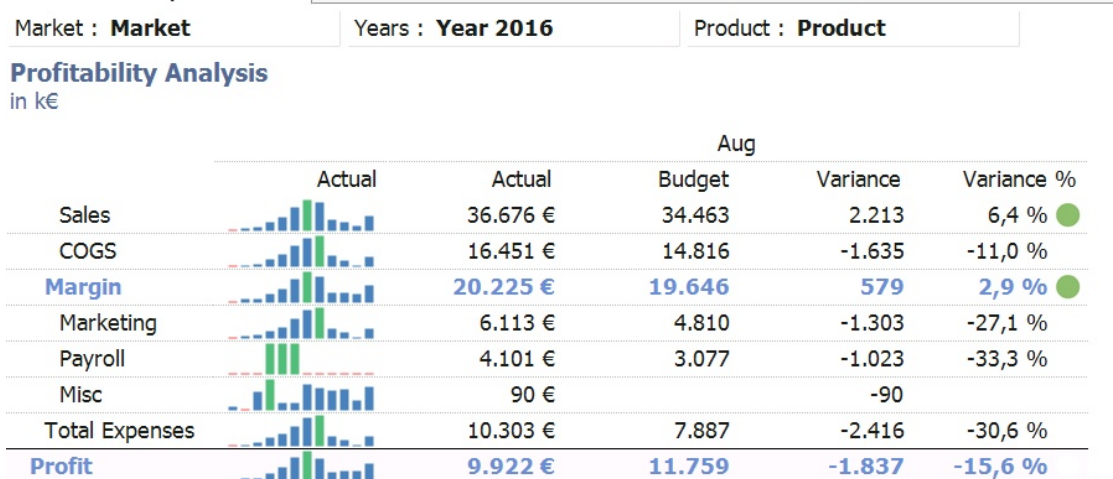 Market : Market Years : Year 2016 Product : Product
Profitability Analysis
in k€
Aug
Actual Actual Budget Variance Variance %
Sales 36.676 € 34.463 2.213 6,4 %
COGS 16.451 € 14.816 -1.635 -11,0 %
Margin 20.225 € 19.646 579 2,9 %
Marketing 6.113 € 4.810 -1.303 -27,1 %
Payroll 4.101 € 3.077 -1.023 -33,3 %
Misc 90 € -90
Total Expenses 10.303 € 7.887 -2.416 -30,6 %
Profit 9.922 € 11.759 -1.837 -15,6 %